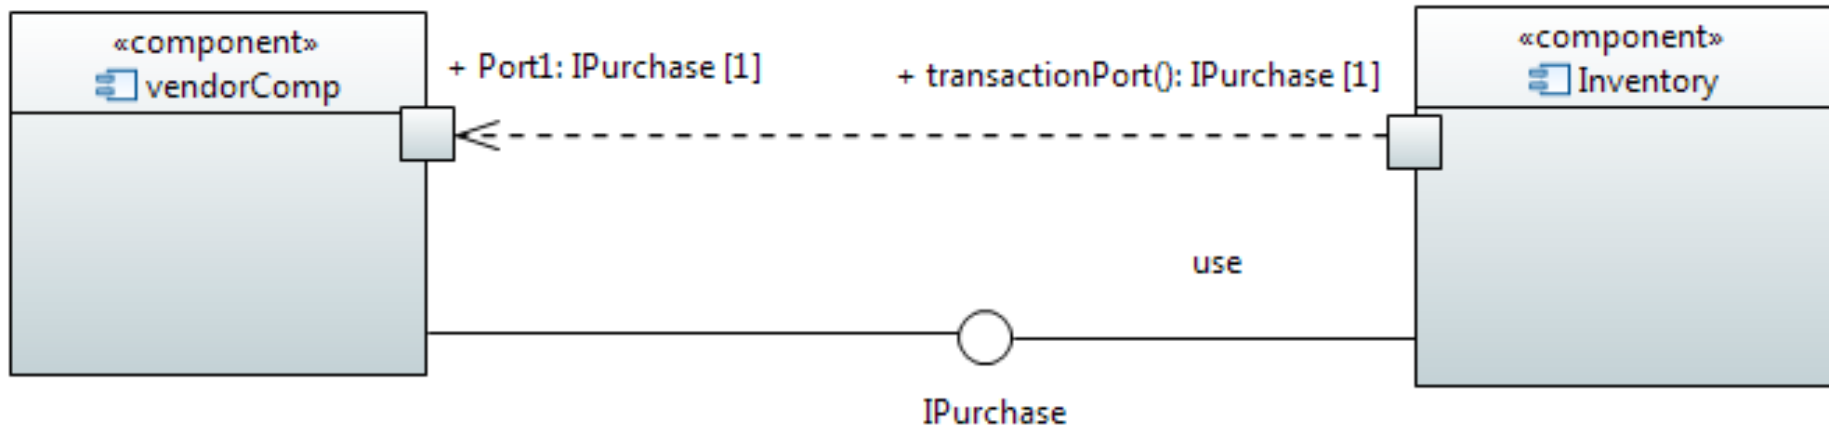 «component»
vendorComp
+ Port1: IPurchase [1]
+ transactionPort(): IPurchase [1]
«component»
Inventory
use
IPurchase